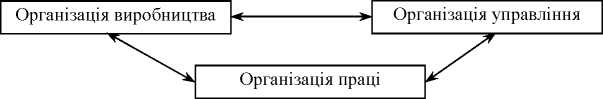 Організація виробництва
Організація управління
Організація праці